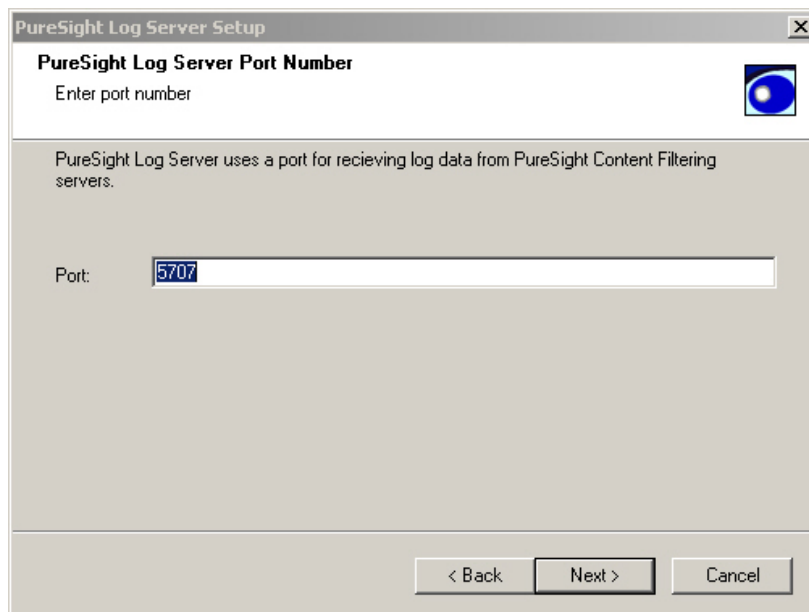 PureSight Log Server Setup
PureSight Log Server Port Number
Enter port number
PureSight Log Server uses a port for recieving log data from PureSight Content Filtering
servers.
Port: 5707
< Back Next > Cancel